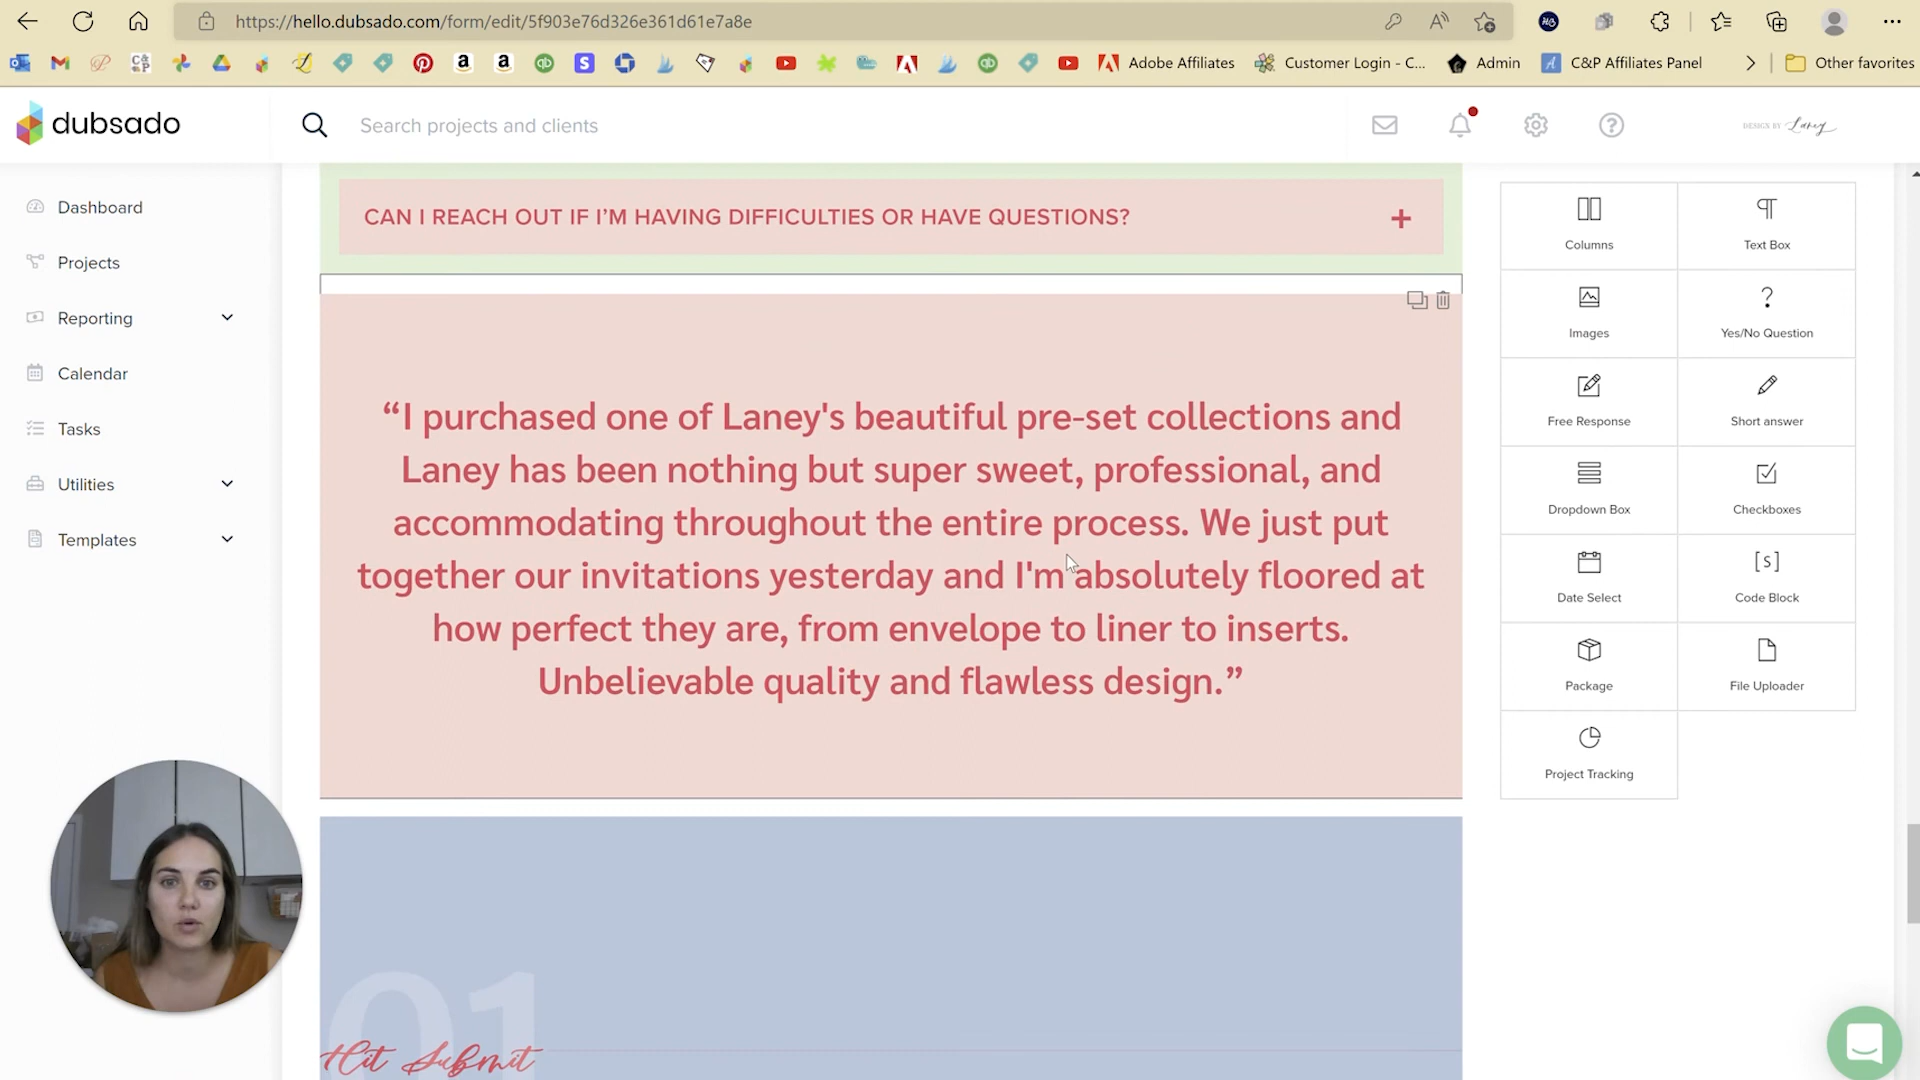 https://hello.dubsado.com/form/edit/5f903e76d326e361d61e7a8e
Adobe Affiliates
Customer Login - C...
Admin
C&P Affiliates Panel
Other favorites
dubsado
Search projects and clients
DESIGN BY Laney
Dashboard
Projects
Reporting
Calendar
Tasks
Utilities
Templates
CAN I REACH OUT IF I’M HAVING DIFFICULTIES OR HAVE QUESTIONS?
+
“I purchased one of Laney's beautiful pre-set collections and
Laney has been nothing but super sweet, professional, and
accommodating throughout the entire process. We just put
together our invitations yesterday and I'm absolutely floored at
how perfect they are, from envelope to liner to inserts.
Unbelievable quality and flawless design.”
01
Hit Submit
Columns
Text Box
Images
Yes/No Question
Free Response
Short answer
Dropdown Box
Checkboxes
Date Select
Code Block
Package
File Uploader
Project Tracking